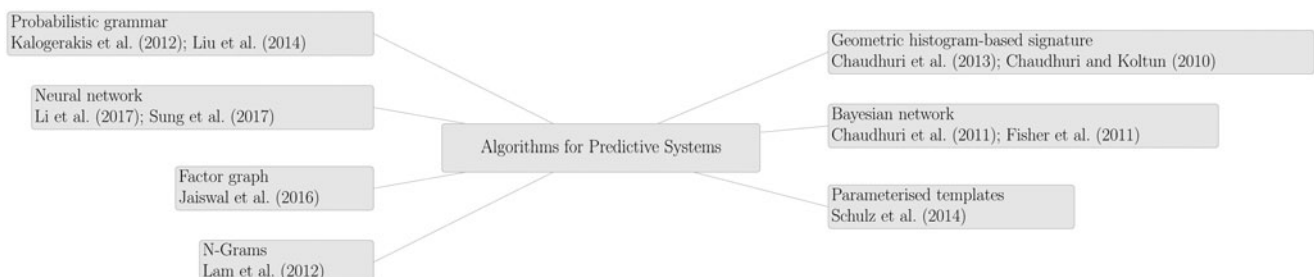 Probabilistic grammar
Kalogerakis et al. (2012); Liu et al. (2014)
Neural network
Li et al. (2017); Sung et al. (2017)
Factor graph
Jaiswal et al. (2016)
N-Grams
Lam et al. (2012)
Algorithms for Predictive Systems
Geometric histogram-based signature
Chaudhuri et al. (2013); Chaudhuri and Koltun (2010)
Bayesian network
Chaudhuri et al. (2011); Fisher et al. (2011)
Parameterised templates
Schulz et al. (2014)